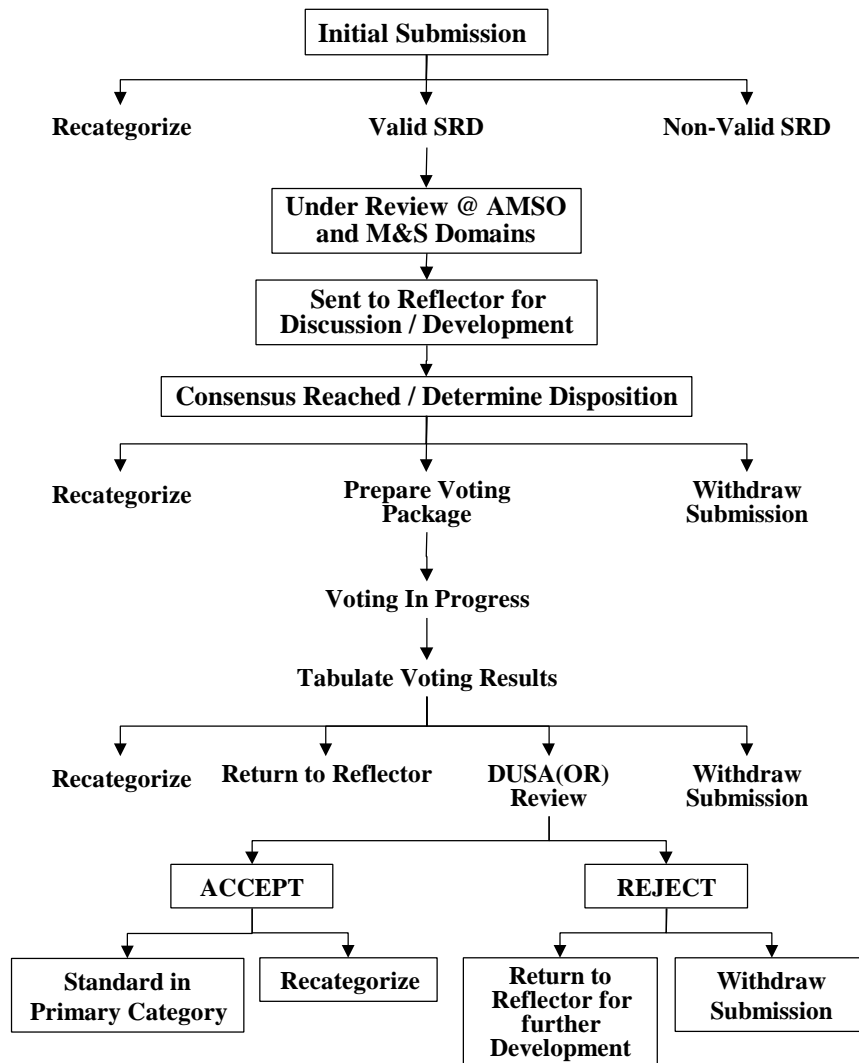 Initial Submission
Recategorize
Valid SRD
Non-Valid SRD
Under Review @ AMSO
and M&S Domains
Sent to Reflector for
Discussion / Development
Consensus Reached / Determine Disposition
Recategorize
Prepare Voting
Package
Withdraw
Submission
Voting In Progress
Tabulate Voting Results
Recategorize
Return to Reflector
DUSA(OR)
Review
Withdraw
Submission
ACCEPT
REJECT
Standard in
Primary Category
Recategorize
Return to
Reflector for
further
Development
Withdraw
Submission